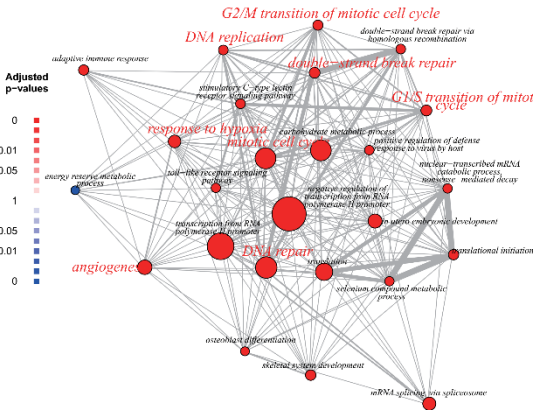 G2/M transition of mitotic cell cycle
double−strand break repair via
homologous recombination
DNA replication
adaptive immune response
double−strand break repair
Adjusted
p−values
stimulatory C−type lectin
receptor signaling pathway
G1/S transition of mitot
cycle
0
0.01
0.05
1
0.05
0.01
0
response to hypoxia
carbohydrate metabolic process
mitotic cell cy
positive regulation of defense
response to virus by host
nuclear−transcribed mRNA
catabolic process,
nonsense−mediated decay
energy reserve metabolic
process
toll−like receptor signaling
pathway
negative regulation of
transcription from RNA
polymerase II promoter
transcription from RNA
polymerase II promoter
in utero embryonic development
DNA repair
translational initiation
angiogenes
translation
selenium compound metabolic
process
osteoblast differentiation
skeletal system development
mRNA splicing via spliceosome